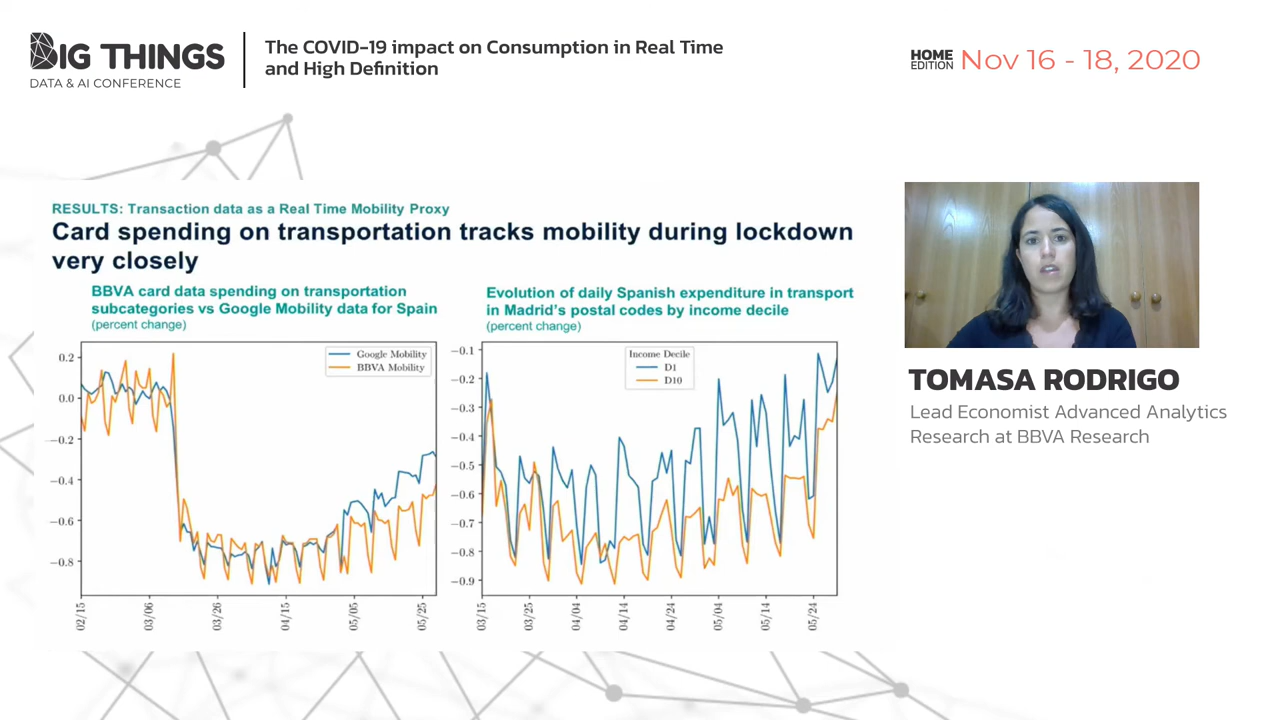 BIG THINGS
DATA & AI CONFERENCE
The COVID-19 impact on Consumption in Real Time
and High Definition
HOME
EDITION
Nov 16 - 18, 2020
RESULTS: Transaction data as a Real Time Mobility Proxy
Card spending on transportation tracks mobility during lockdown
very closely
BBVA card data spending on transportation
subcategories vs Google Mobility data for Spain
(percent change)
Google Mobility
BBVA Mobility
0.2
0.0
−0.2
−0.4
−0.6
−0.8
02/15
03/06
03/26
04/15
05/05
05/25
Evolution of daily Spanish expenditure in transport
in Madrid's postal codes by income decile
(percent change)
Income Decile
D1
D10
−0.1
−0.2
−0.3
−0.4
−0.5
−0.6
−0.7
−0.8
−0.9
03/15
03/25
04/04
04/14
04/24
05/04
05/14
05/24
TOMASA RODRIGO
Lead Economist Advanced Analytics
Research at BBVA Research